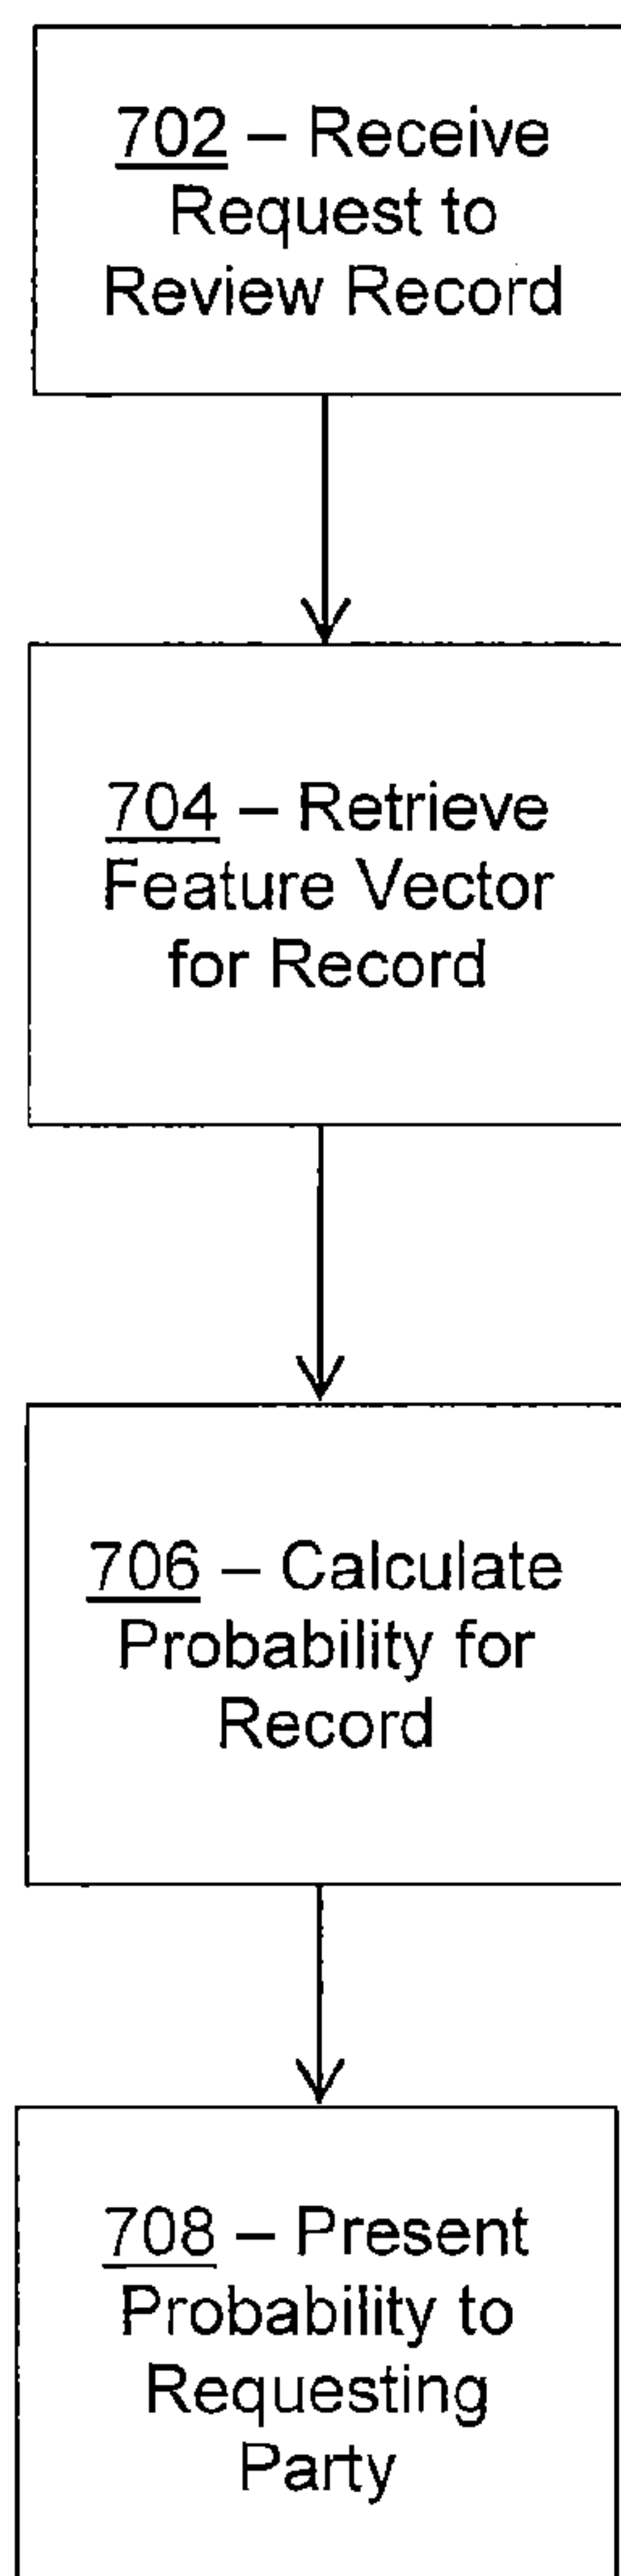 702 – Receive
Request to
Review Record
704 – Retrieve
Feature Vector
for Record
706 – Calculate
Probability for
Record
708 – Present
Probability to
Requesting
Party